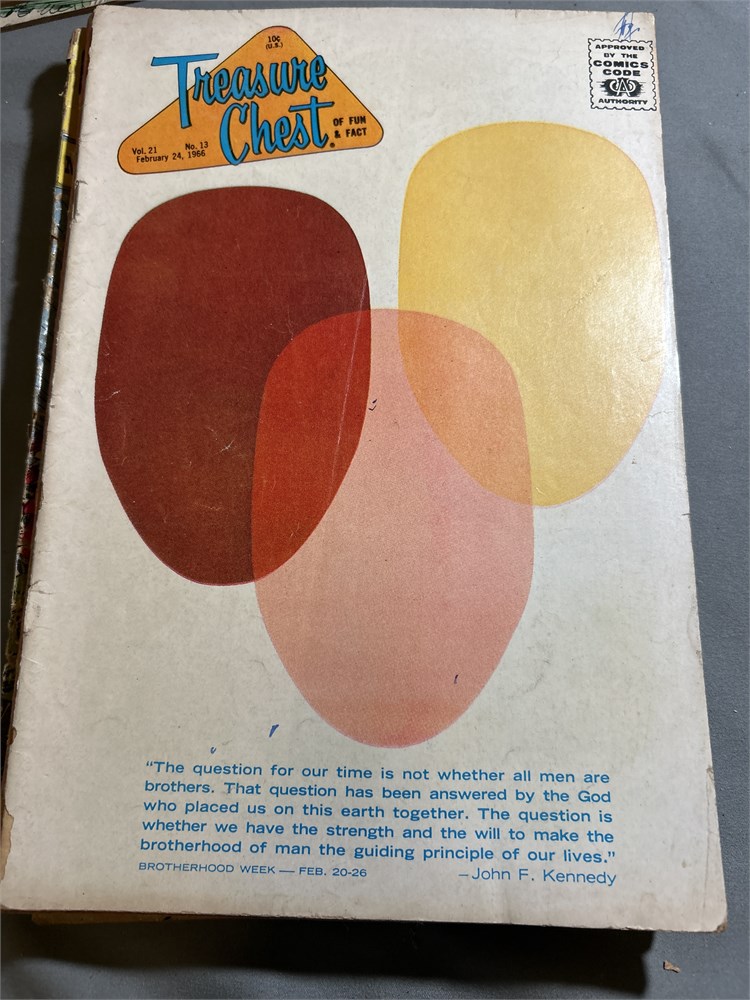 10¢
(U.S.)
Treasure
Chest®
OF FUN
& FACT
Vol. 21 No. 13
February 24, 1966
APPROVED
BY THE
COMICS
CODE
CA
AUTHORITY
“The question for our time is not whether all men are
brothers. That question has been answered by the God
who placed us on this earth together. The question is
whether we have the strength and the will to make the
brotherhood of man the guiding principle of our lives.”
BROTHERHOOD WEEK — FEB. 20-26
—John F. Kennedy